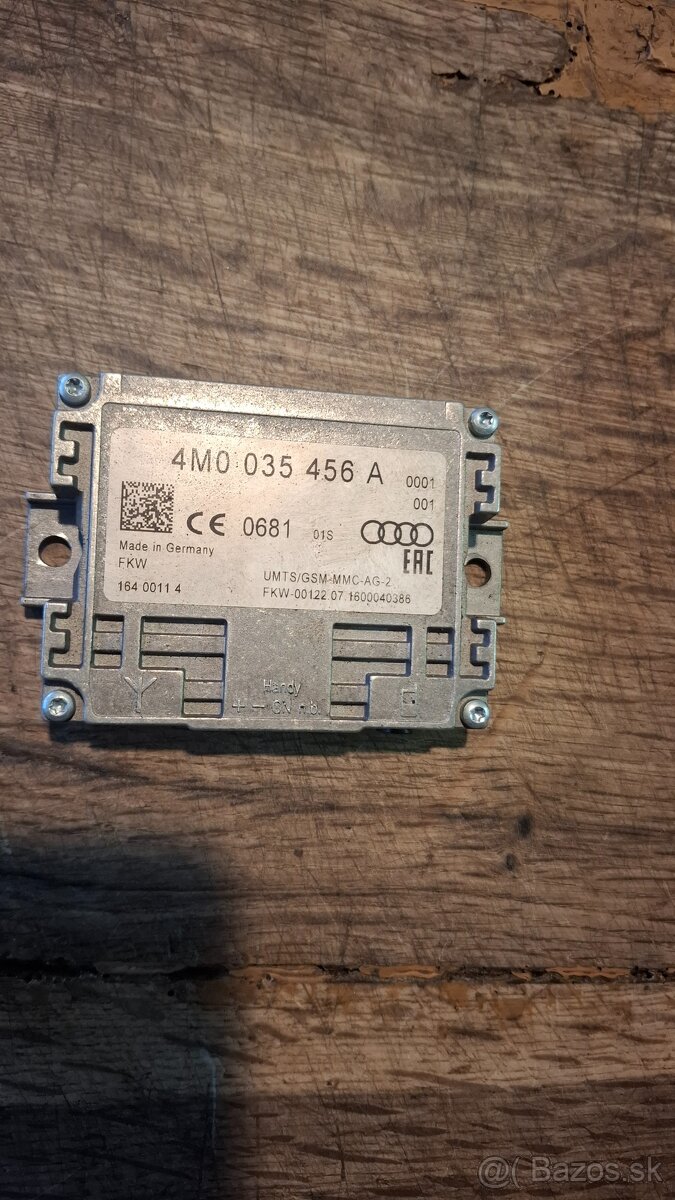 4M0 035 456 A 0001
001
CE 0681 01S
Made in Germany
EAC
FKW
UMTS/GSM-MMC-AG-2
164 0011 4
FKW-00122 07.1600040386
Handy
+ - CN n.b.
@( Bazos.sk